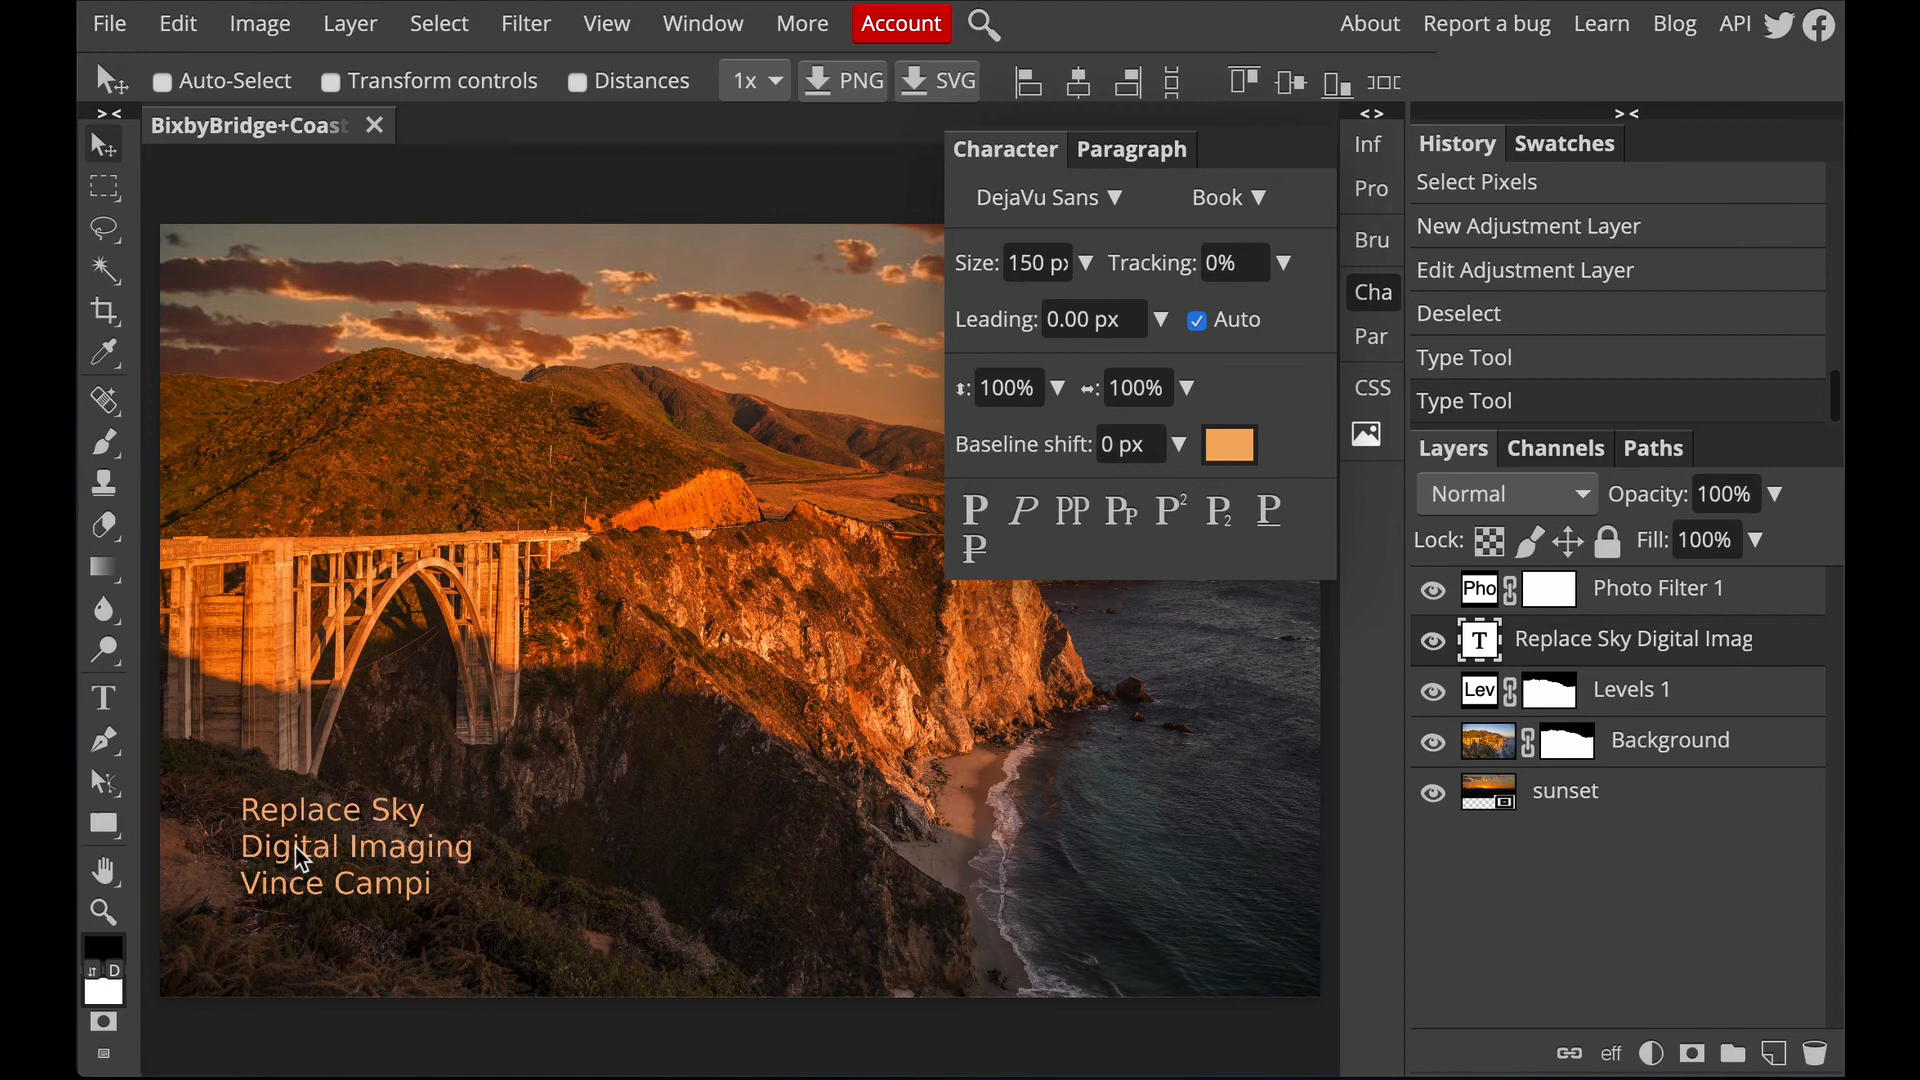 File Edit Image Layer Select Filter View Window More Account About Report a bug Learn Blog API
Auto-Select Transform controls Distances 1x PNG SVG
> < < > > <
BixbyBridge+Coast
Character Paragraph
DejaVu Sans Book
Size: 150 px Tracking: 0%
Leading: 0.00 px Auto
100% 100%
Baseline shift: 0 px
P P PP Pp P2 P2 P
P
Inf
Pro
Bru
Cha
Par
CSS
History Swatches
Select Pixels
New Adjustment Layer
Edit Adjustment Layer
Deselect
Type Tool
Type Tool
Layers Channels Paths
Normal Opacity: 100%
Lock: Fill: 100%
Pho Photo Filter 1
T Replace Sky Digital Imag
Lev Levels 1
Background
sunset
T
D
Replace Sky
Digital Imaging
Vince Campi
eff